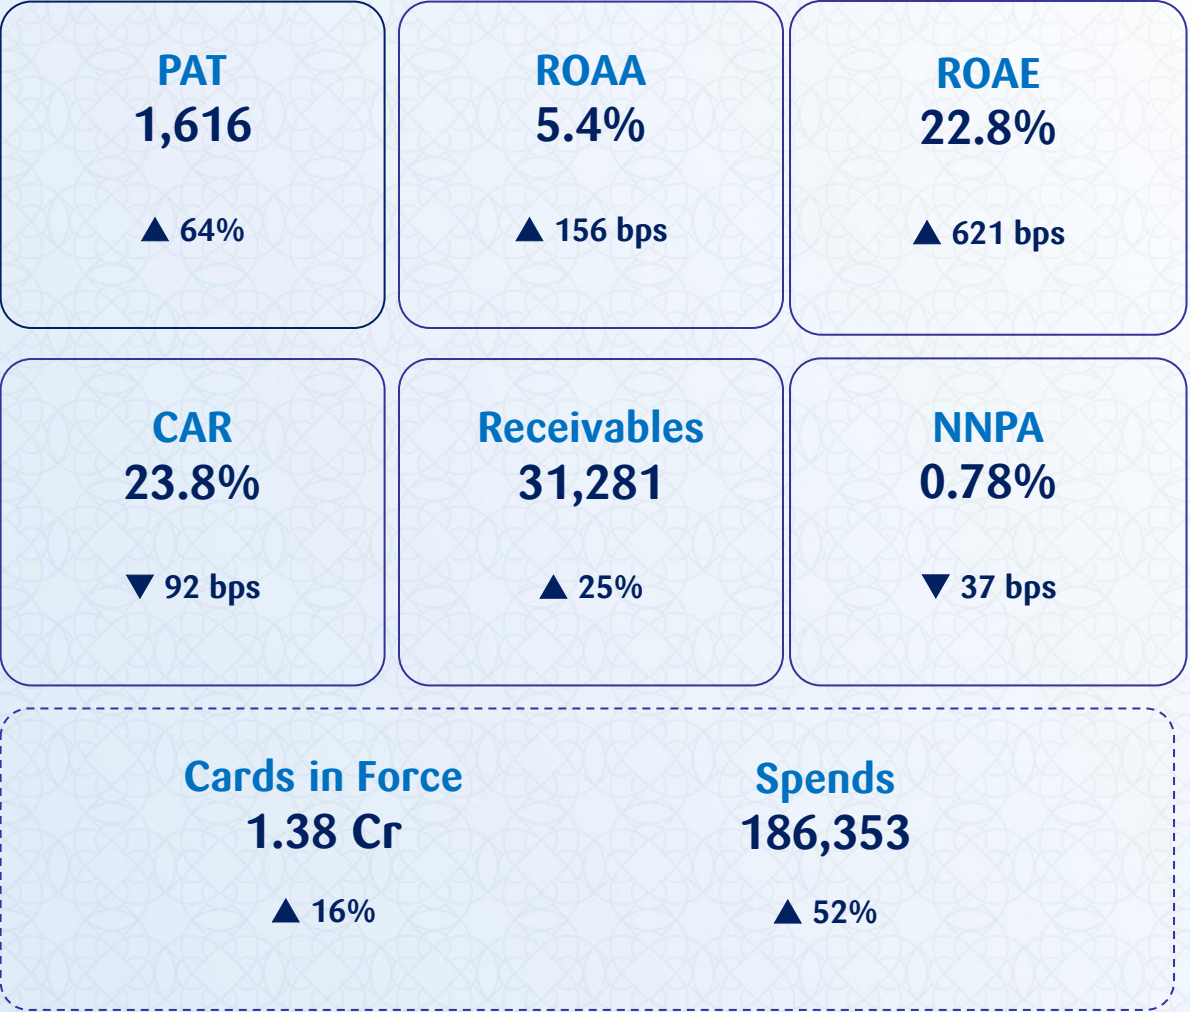 PAT
1,616
▲ 64%
ROAA
5.4%
▲ 156 bps
ROAE
22.8%
▲ 621 bps
CAR
23.8%
▼ 92 bps
Receivables
31,281
▲ 25%
NNPA
0.78%
▼ 37 bps
Cards in Force
1.38 Cr
▲ 16%
Spends
186,353
▲ 52%